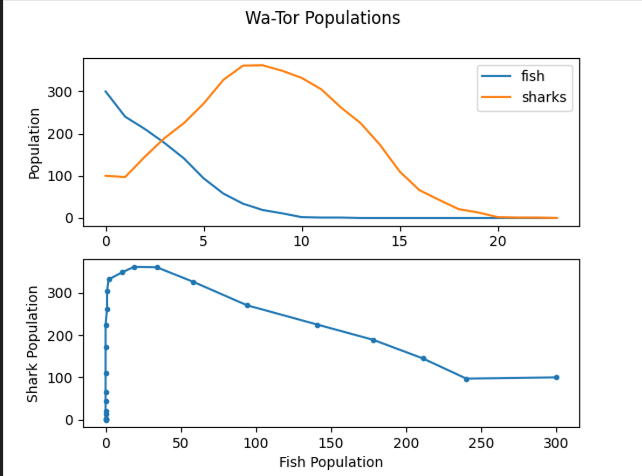 Wa-Tor Populations
fish
sharks
Population
300
200
100
0
0 5 10 15 20
Shark Population
300
200
100
0
0 50 100 150 200 250 300
Fish Population